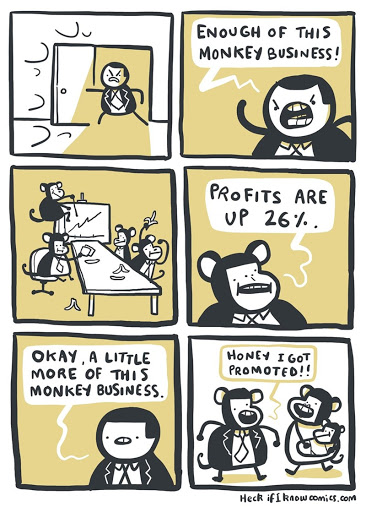 ENOUGH OF THIS
MONKEY BUSINESS!
PROFITS ARE
UP 26%.
OKAY, A LITTLE
MORE OF THIS
MONKEY BUSINESS.
HONEY I GOT
PROMOTED!!
Heck if I know comics.com